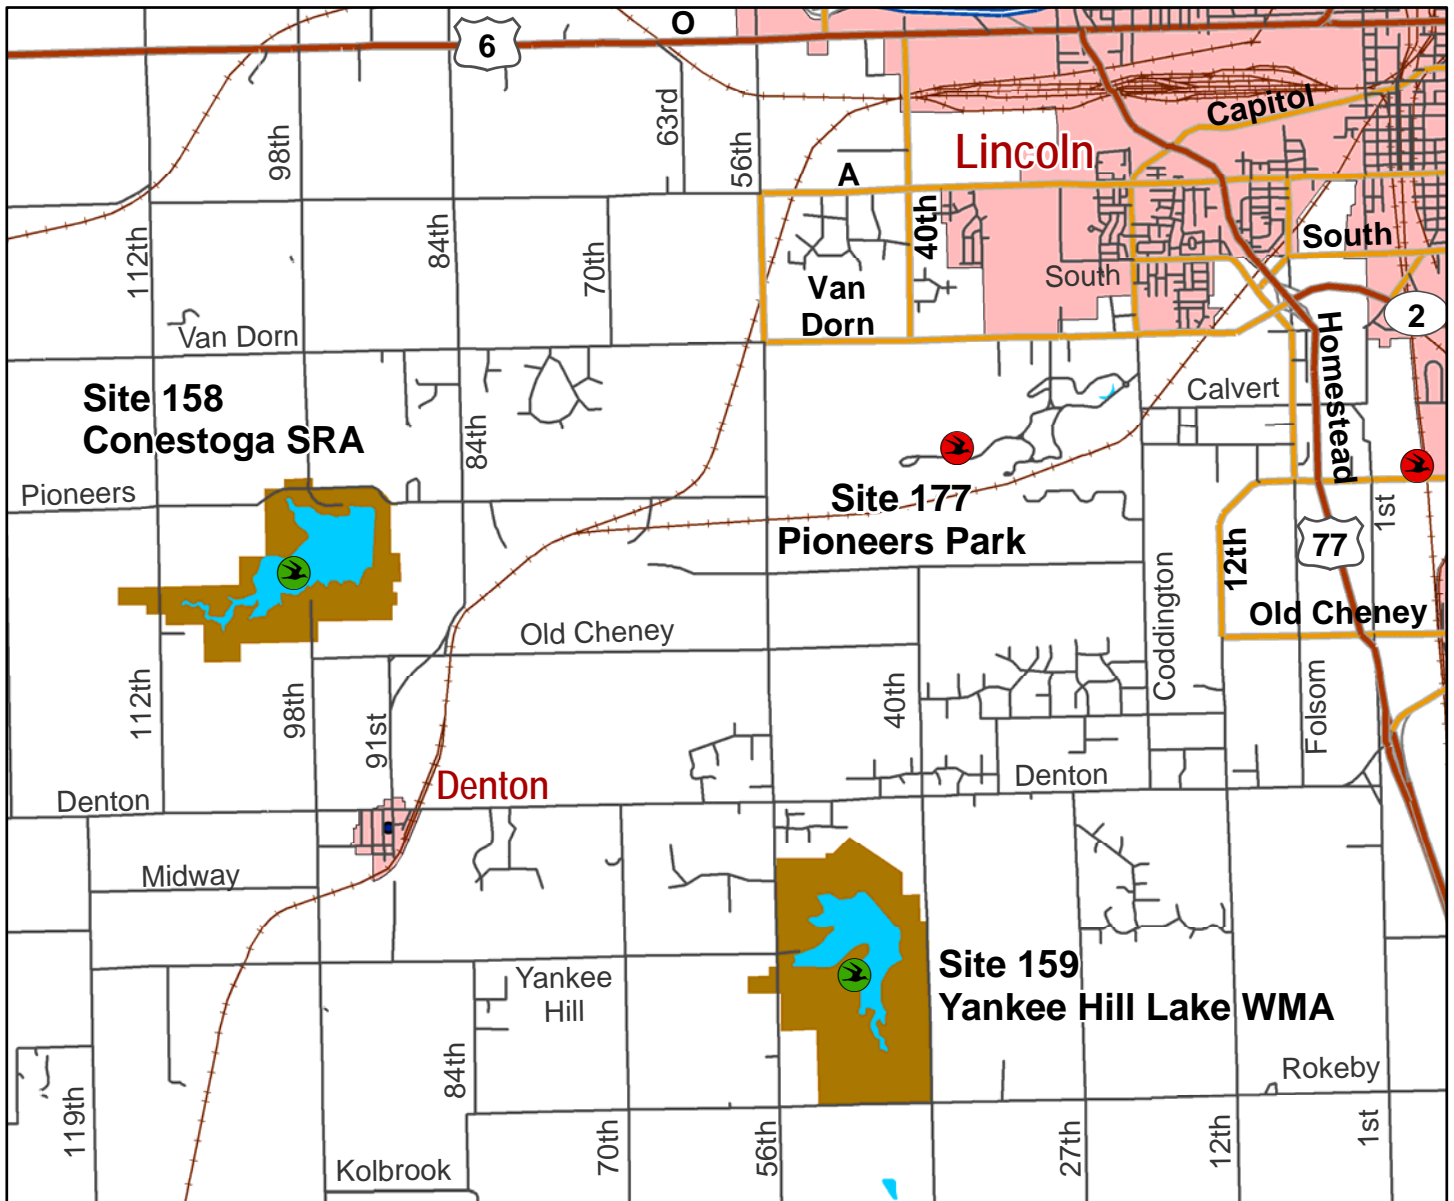 O
6
63rd
56th
98th
Capitol
Lincoln
A
40th
112th
84th
70th
South
South
Van
Dorn
2
Van Dorn
Homestead
Calvert
Site 158
Conestoga SRA
84th
Pioneers
Site 177
Pioneers Park
1st
77
12th
Old Cheney
Old Cheney
Coddington
112th
98th
91st
40th
Folsom
Denton
Denton
Denton
Midway
Site 159
Yankee Hill Lake WMA
Yankee
Hill
84th
Rokeby
119th
70th
56th
27th
12th
1st
Kolbrook